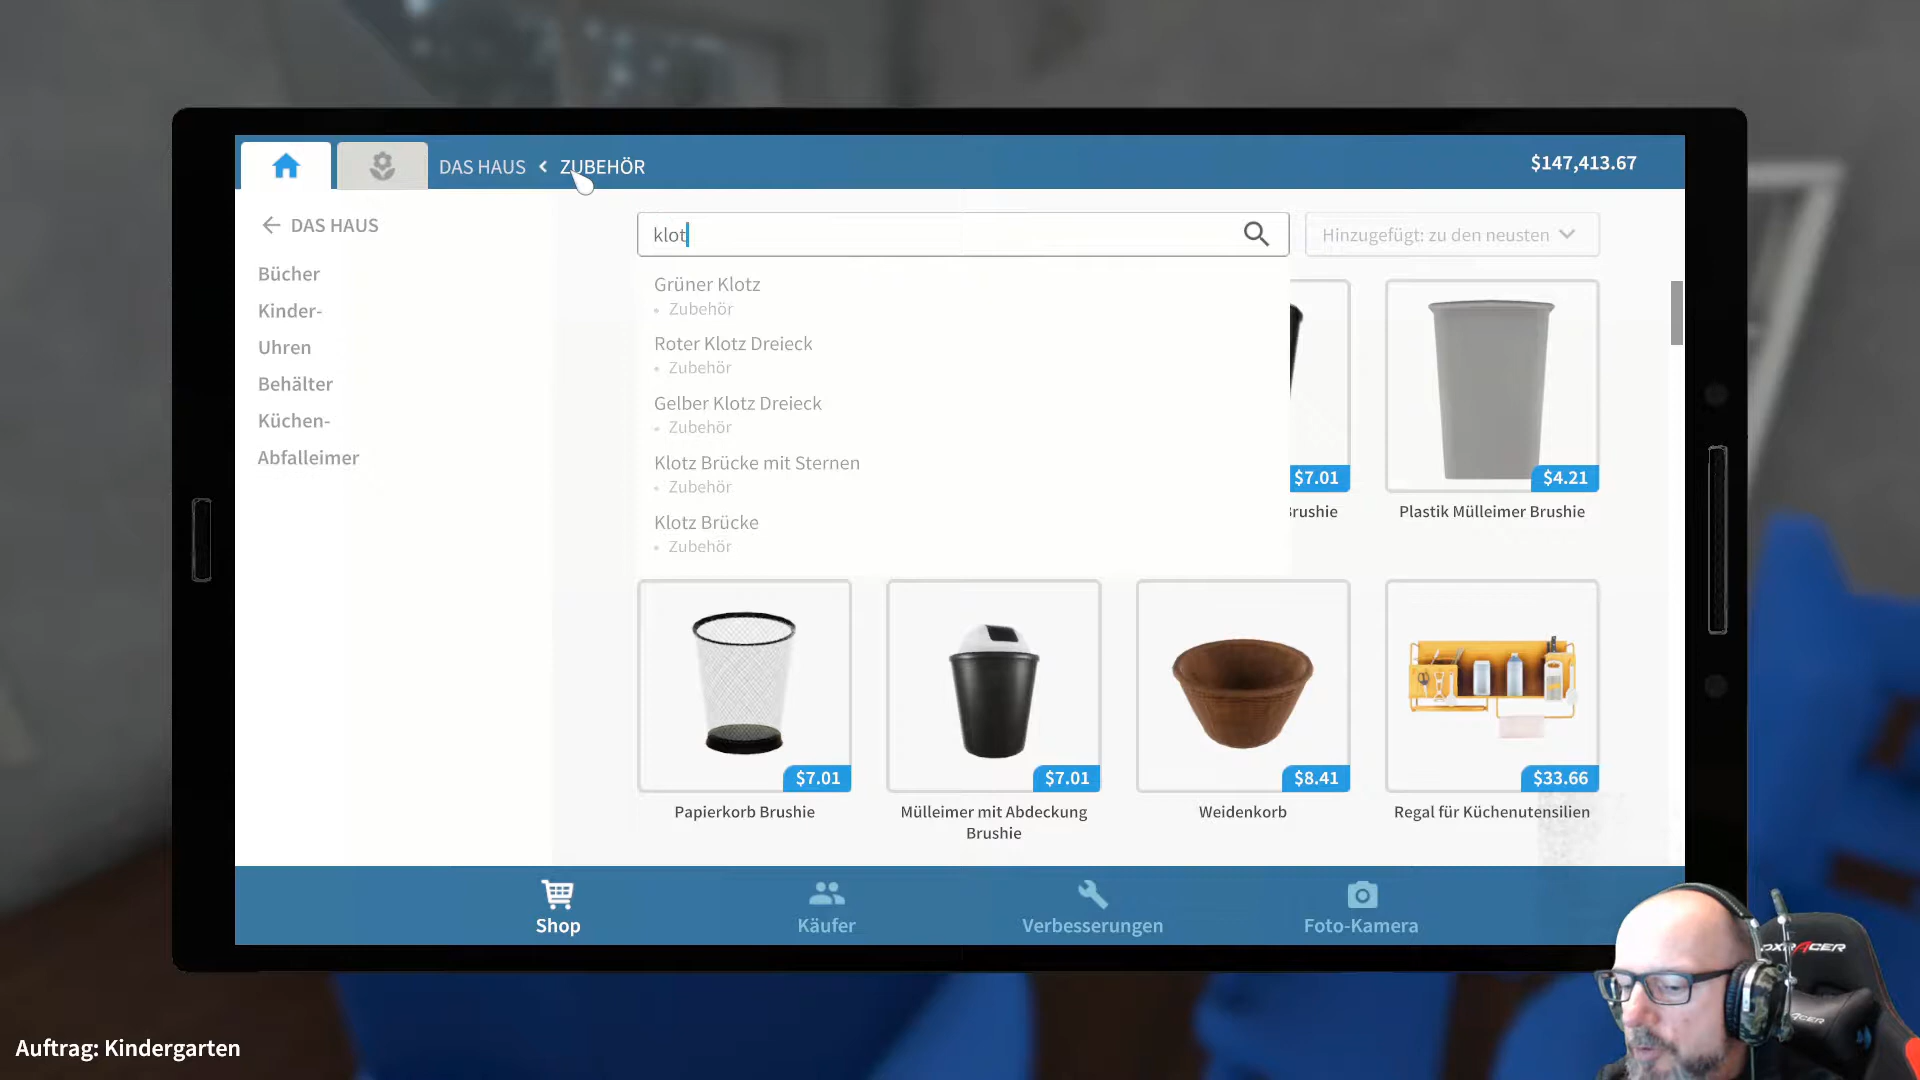 DAS HAUS
ZUBEHÖR
$147,413.67
DAS HAUS
Bücher
Kinder-
Uhren
Behälter
Küchen-
Abfalleimer
klot
Hinzugefügt: zu den neusten
Grüner Klotz
• Zubehör
Roter Klotz Dreieck
• Zubehör
Gelber Klotz Dreieck
• Zubehör
Klotz Brücke mit Sternen
• Zubehör
Klotz Brücke
• Zubehör
$7.01
$4.21
Brushie
Plastik Mülleimer Brushie
$7.01
$7.01
$8.41
$33.66
Papierkorb Brushie
Mülleimer mit Abdeckung
Brushie
Weidenkorb
Regal für Küchenutensilien
Shop
Käufer
Verbesserungen
Foto-Kamera
Auftrag: Kindergarten